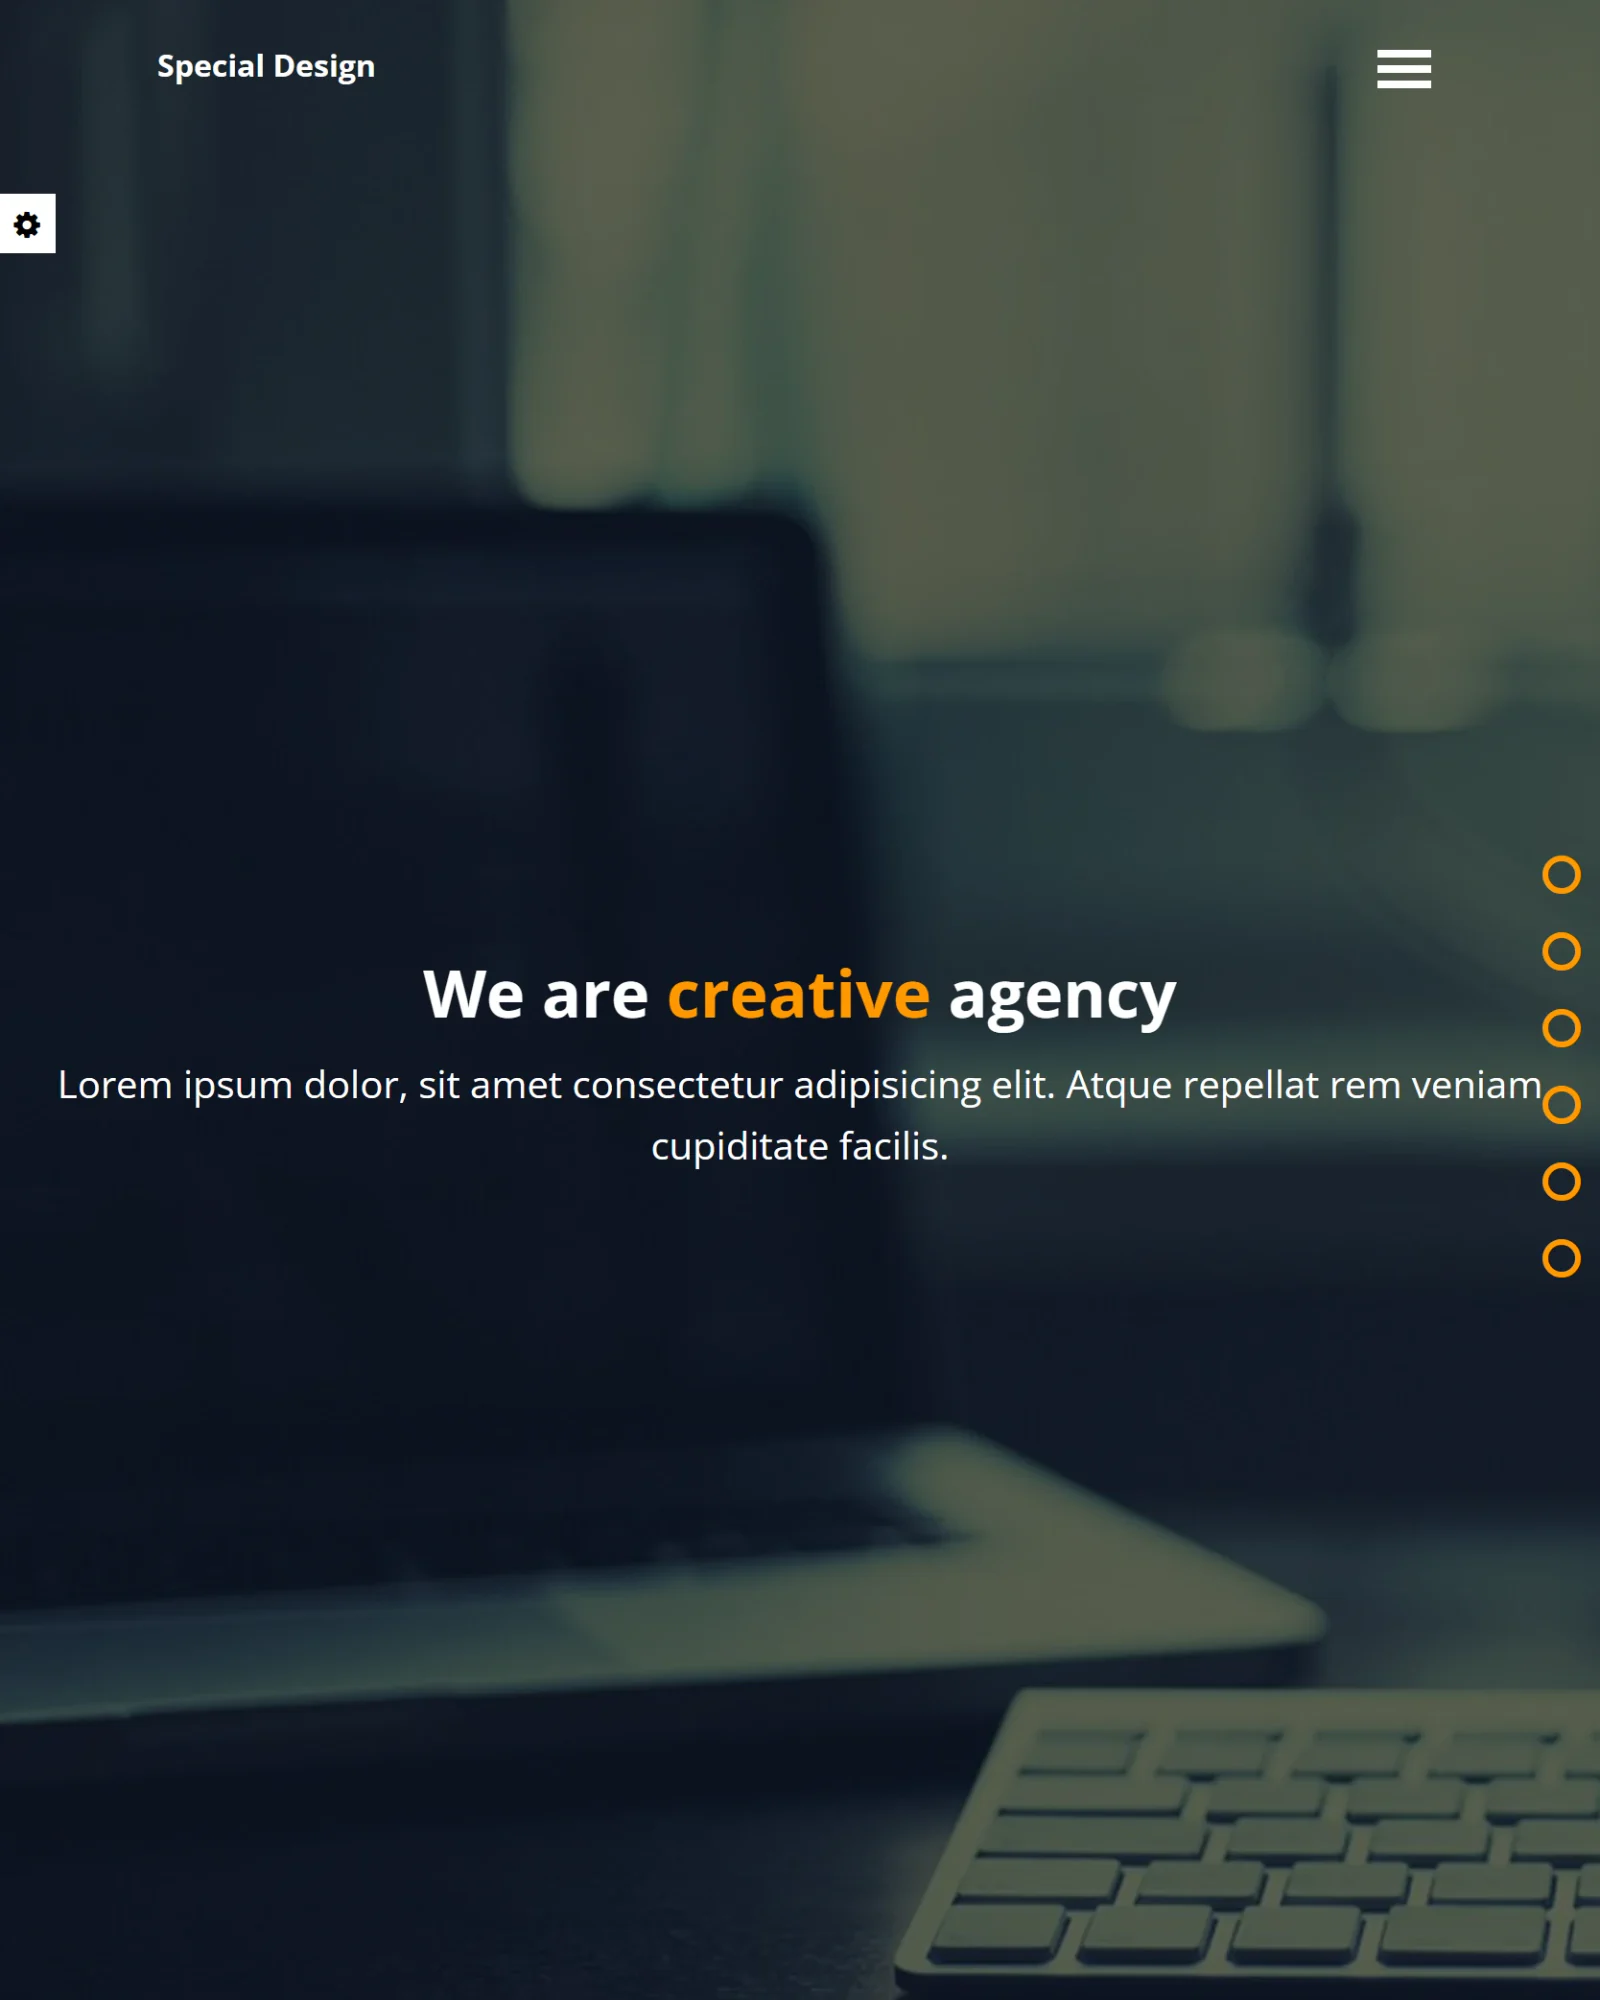 Special Design
We are creative agency
Lorem ipsum dolor, sit amet consectetur adipisicing elit. Atque repellat rem veniam
cupiditate facilis.